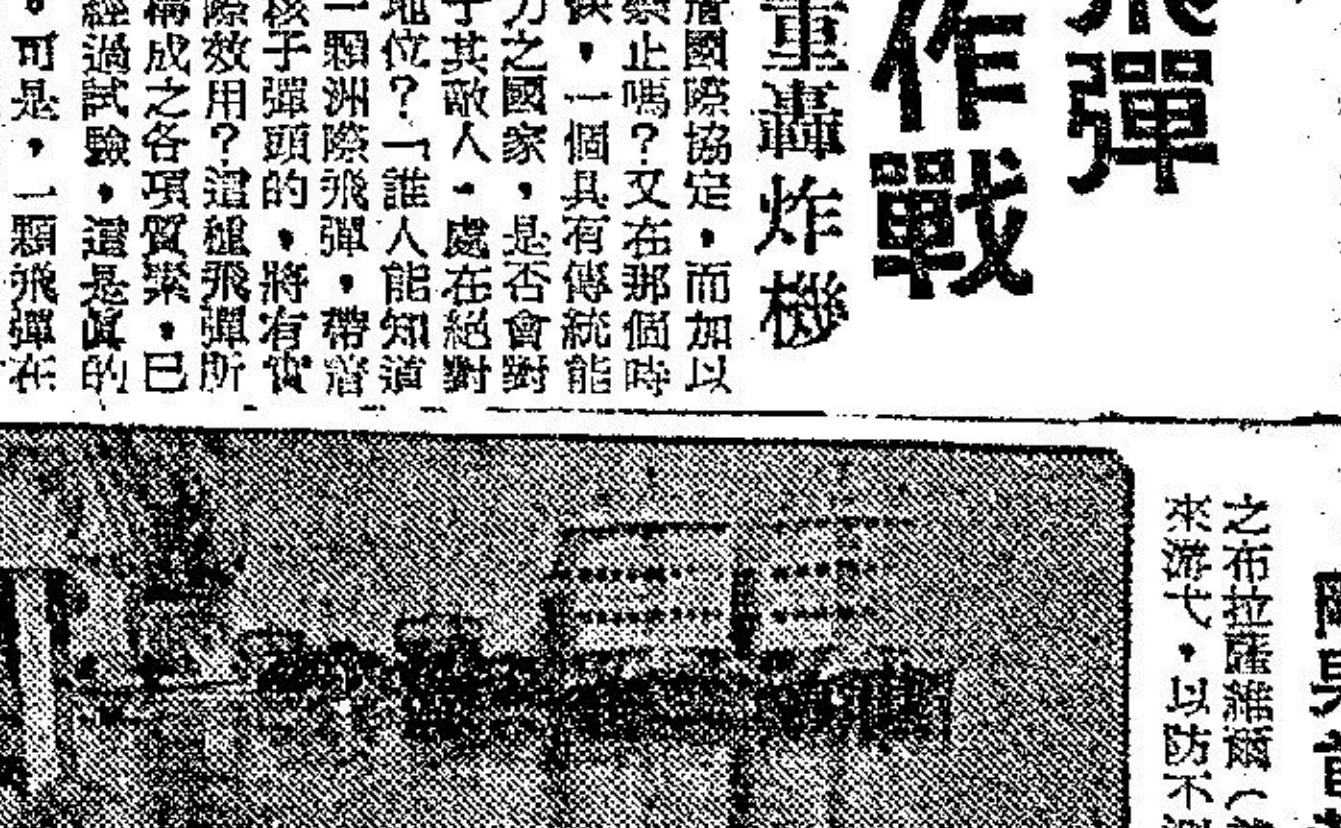 飛彈
作戰
重轟炸機
國際協定，而加以
禁止嗎？又在那個時
候，一個具有傳統能
力之國家，是否會對
于其敵人，處在絕對
地位？「誰人能知道
一顆洲際飛彈，帶着
核子彈頭的，將有實
際效用？這種飛彈所
構成之各項質素，已
經過試驗，這是真的
。可是，一顆飛彈在
之布拉薩維爾（
來游弋，以防不測